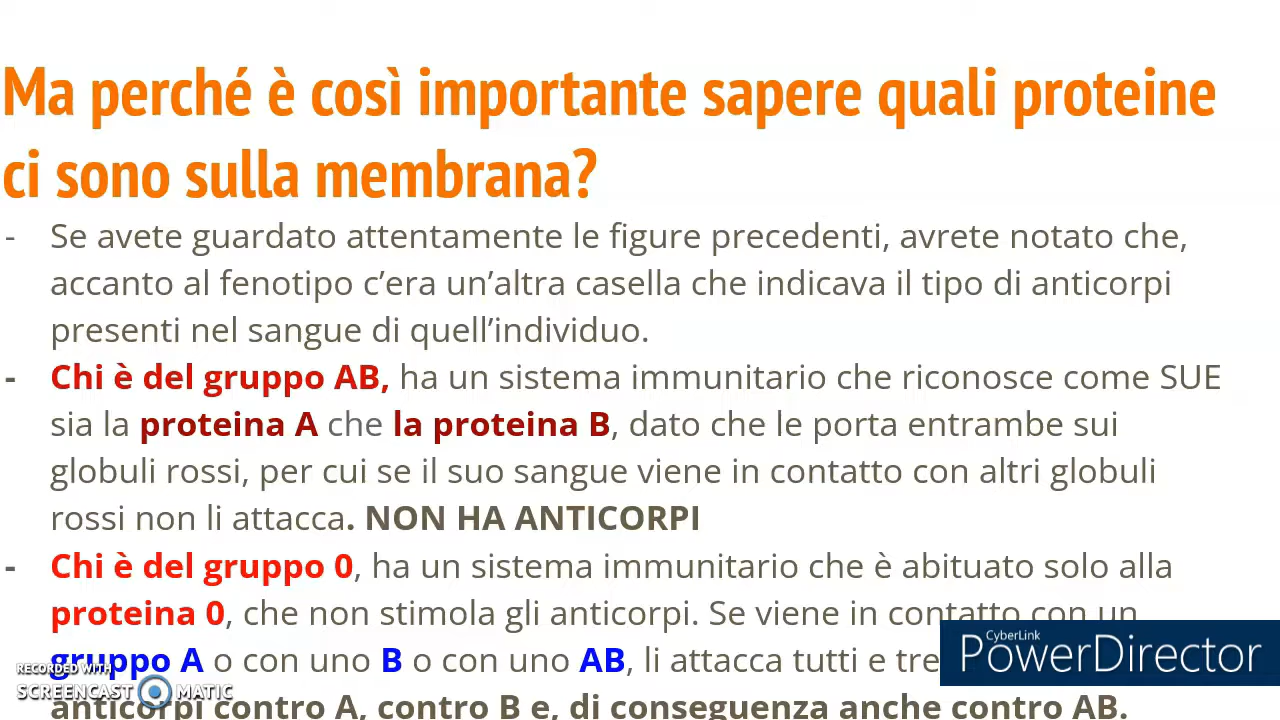 Ma perché è così importante sapere quali proteine
ci sono sulla membrana?
- Se avete guardato attentamente le figure precedenti, avrete notato che,
accanto al fenotipo c’era un’altra casella che indicava il tipo di anticorpi
presenti nel sangue di quell’individuo.
- Chi è del gruppo AB, ha un sistema immunitario che riconosce come SUE
sia la proteina A che la proteina B, dato che le porta entrambe sui
globuli rossi, per cui se il suo sangue viene in contatto con altri globuli
rossi non li attacca. NON HA ANTICORPI
- Chi è del gruppo 0, ha un sistema immunitario che è abituato solo alla
proteina 0, che non stimola gli anticorpi. Se viene in contatto con un
gruppo A o con uno B o con uno AB, li attacca tutti e tre
anticorpi contro A, contro B e, di conseguenza anche contro AB.
RECORDED WITH
SCREENCAST MATIC
CyberLink
PowerDirector